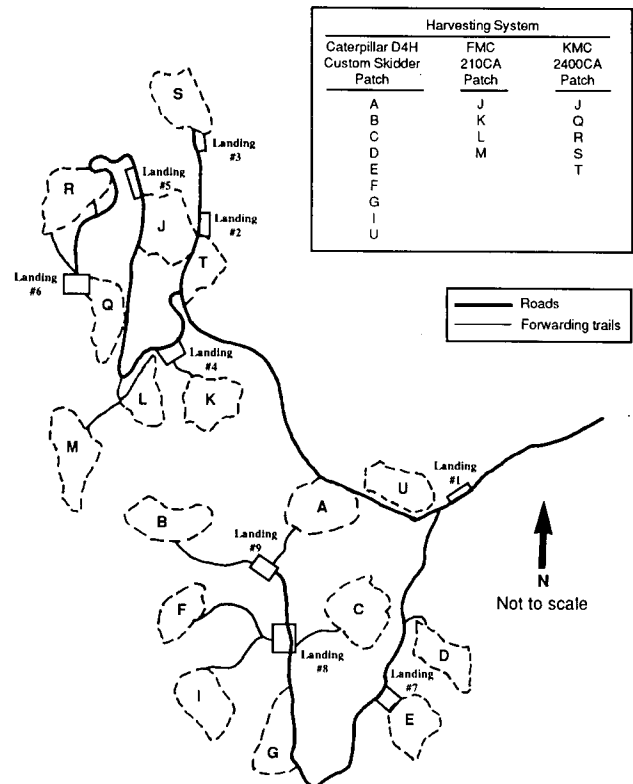 Harvesting System
Caterpillar D4H FMC KMC
Custom Skidder 210CA 2400CA
Patch Patch Patch
A J J
B K Q
C L R
D M S
E T
F
G
I
U
Roads
Forwarding trails
S
Landing
#3
R
Landing
#5
J
Landing
#2
T
Landing
#6
Q
Landing
#4
L
K
M
Landing
#1
U
A
B
Landing
#9
N
Not to scale
F
C
Landing
#8
D
I
Landing
#7
E
G